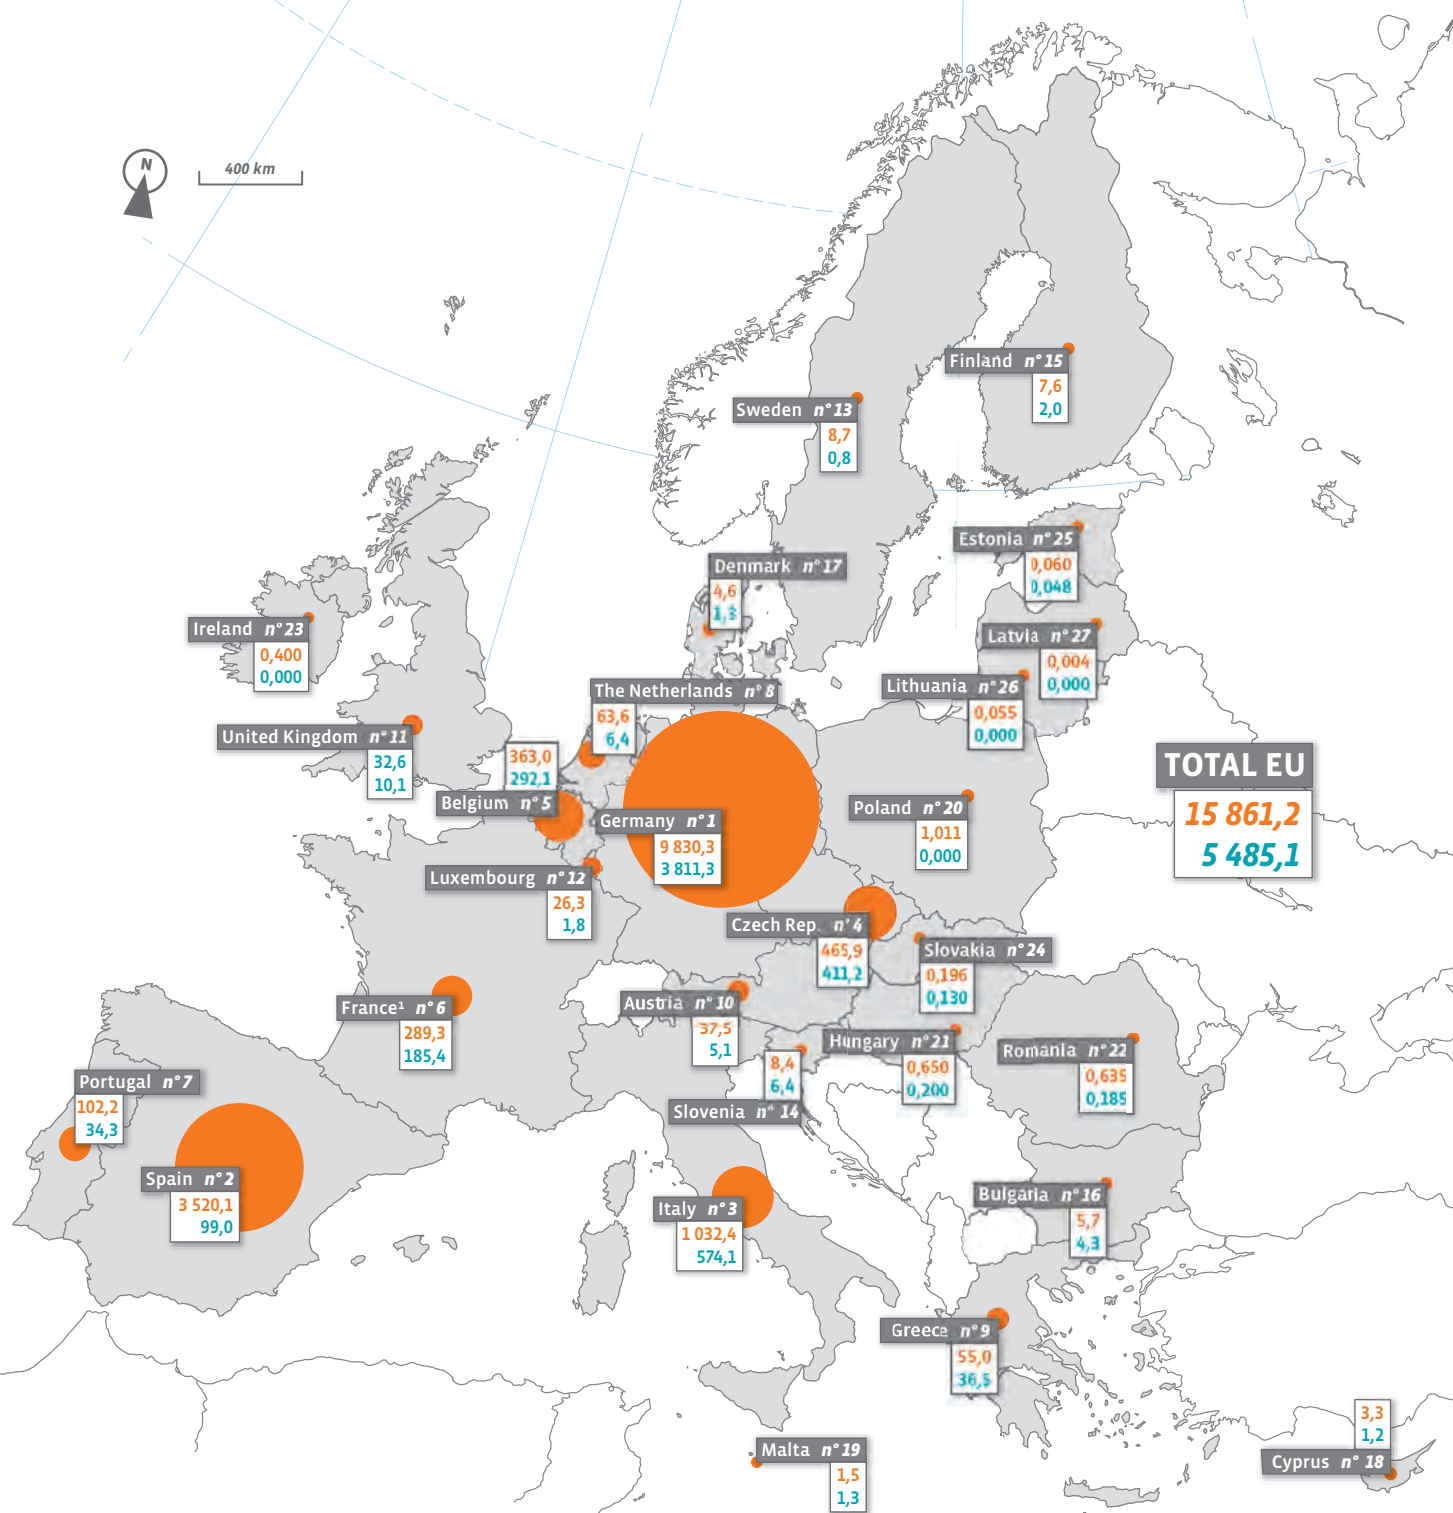 N
400 km
Finland n°15
7,6
2,0
Sweden n°13
8,7
0,8
Estonia n°25
0,060
0,048
Denmark n°17
4,6
1,3
Ireland n°23
0,400
0,000
Latvia n°27
0,004
0,000
Lithuania n°26
0,055
0,000
The Netherlands n°8
63,6
6,4
United Kingdom n°11
32,6
10,1
363,0
292,1
Belgium n°5
TOTAL EU
15 861,2
5 485,1
Germany n°1
9 830,3
3 811,3
Poland n°20
1,011
0,000
Luxembourg n°12
26,3
1,8
Czech Rep. n°4
465,9
411,2
Slovakia n°24
0,196
0,130
France¹ n°6
289,3
185,4
Austria n°10
37,5
5,1
Hungary n°21
0,650
0,200
Romania n°22
0,635
0,185
8,4
6,4
Slovenia n° 14
Portugal n°7
102,2
34,3
Spain n°2
3 520,1
99,0
Italy n°3
1 032,4
574,1
Bulgaria n°16
5,7
4,3
Greece n°9
55,0
36,5
Malta n°19
1,5
1,3
3,3
1,2
Cyprus n° 18